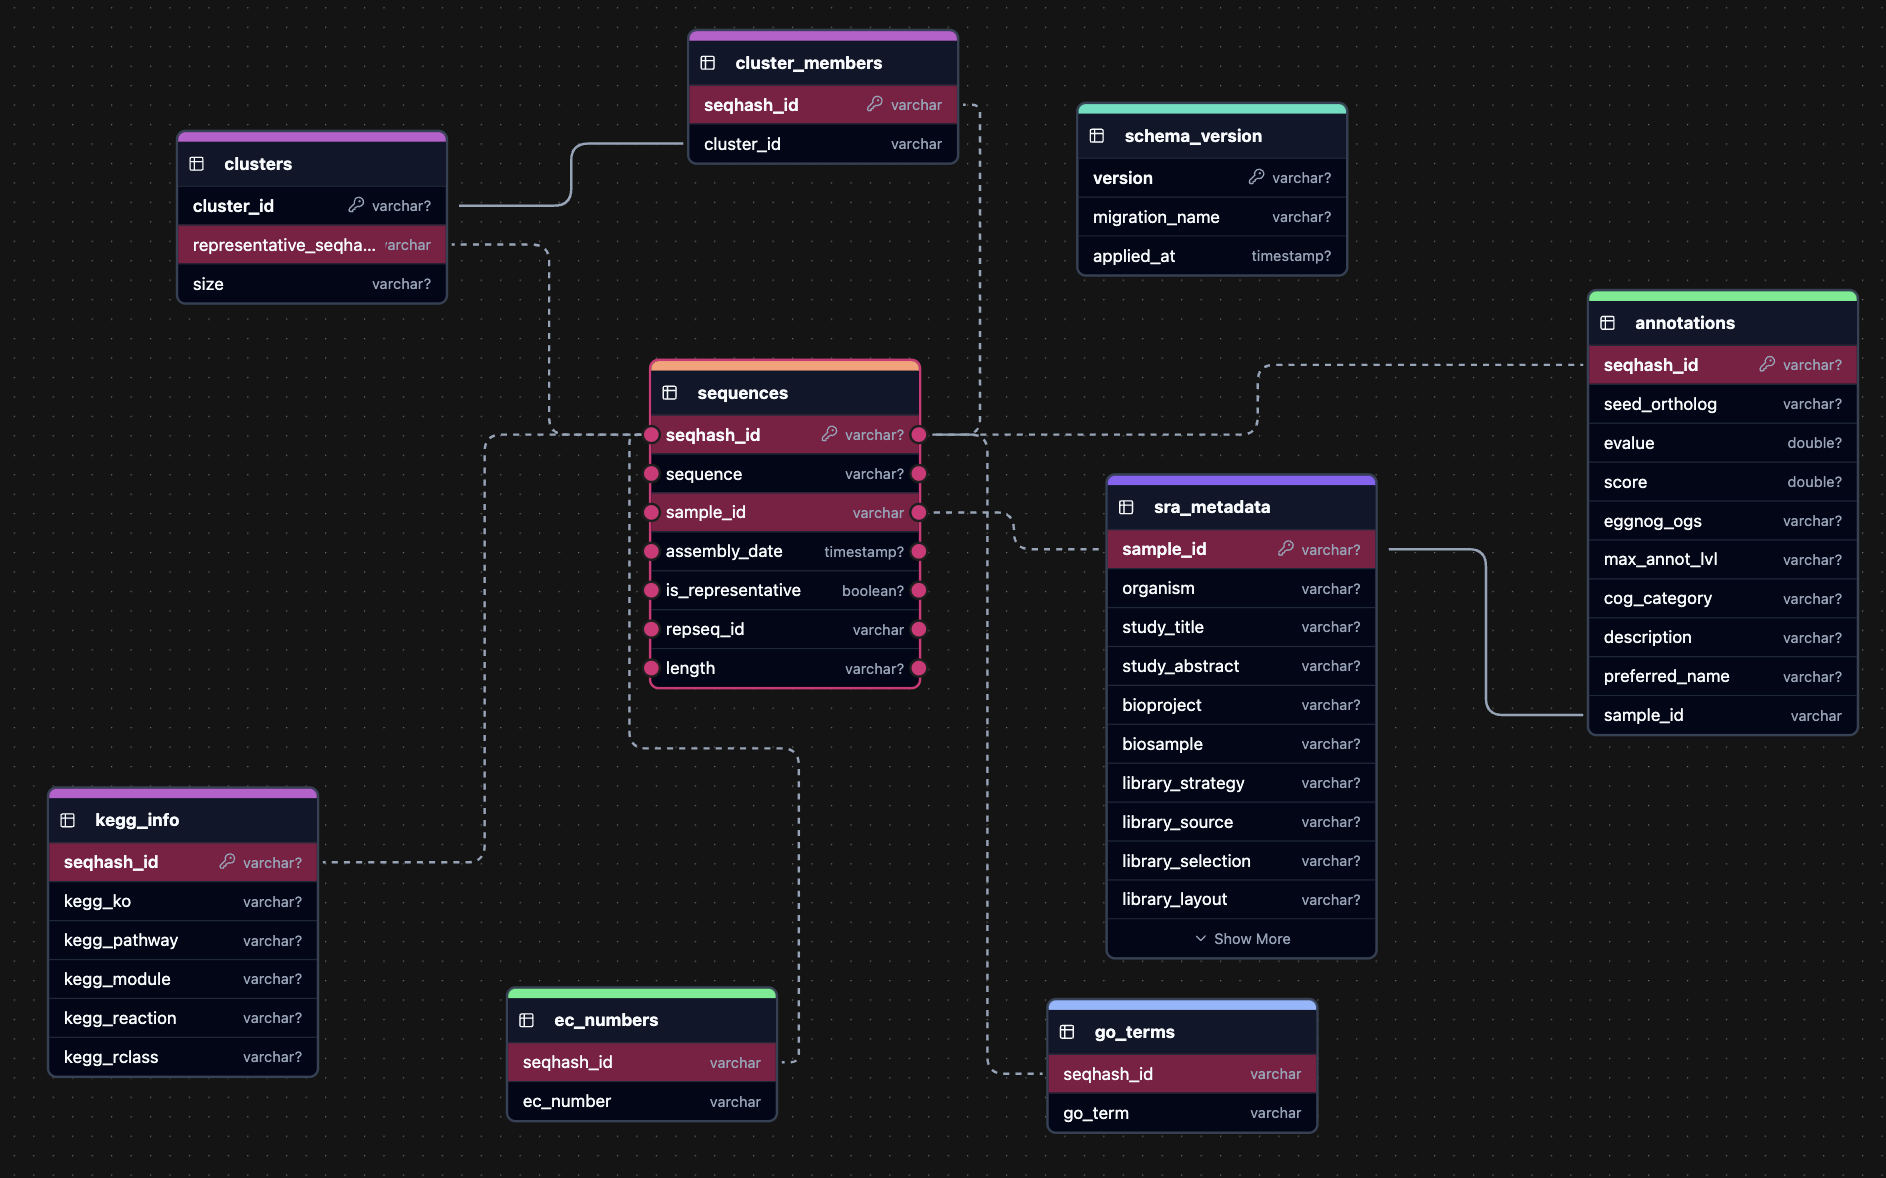 cluster_members
seqhash_id varchar
cluster_id varchar
clusters
cluster_id varchar?
representative_seqha... varchar
size varchar?
schema_version
version varchar?
migration_name varchar?
applied_at timestamp?
annotations
seqhash_id varchar?
seed_ortholog varchar?
evalue double?
score double?
eggnog_ogs varchar?
max_annot_lvl varchar?
cog_category varchar?
description varchar?
preferred_name varchar?
sample_id varchar
sequences
seqhash_id varchar?
sequence varchar?
sample_id varchar
assembly_date timestamp?
is_representative boolean?
repseq_id varchar
length varchar?
sra_metadata
sample_id varchar?
organism varchar?
study_title varchar?
study_abstract varchar?
bioproject varchar?
biosample varchar?
library_strategy varchar?
library_source varchar?
library_selection varchar?
library_layout varchar?
Show More
kegg_info
seqhash_id varchar?
kegg_ko varchar?
kegg_pathway varchar?
kegg_module varchar?
kegg_reaction varchar?
kegg_rclass varchar?
ec_numbers
seqhash_id varchar
ec_number varchar
go_terms
seqhash_id varchar
go_term varchar